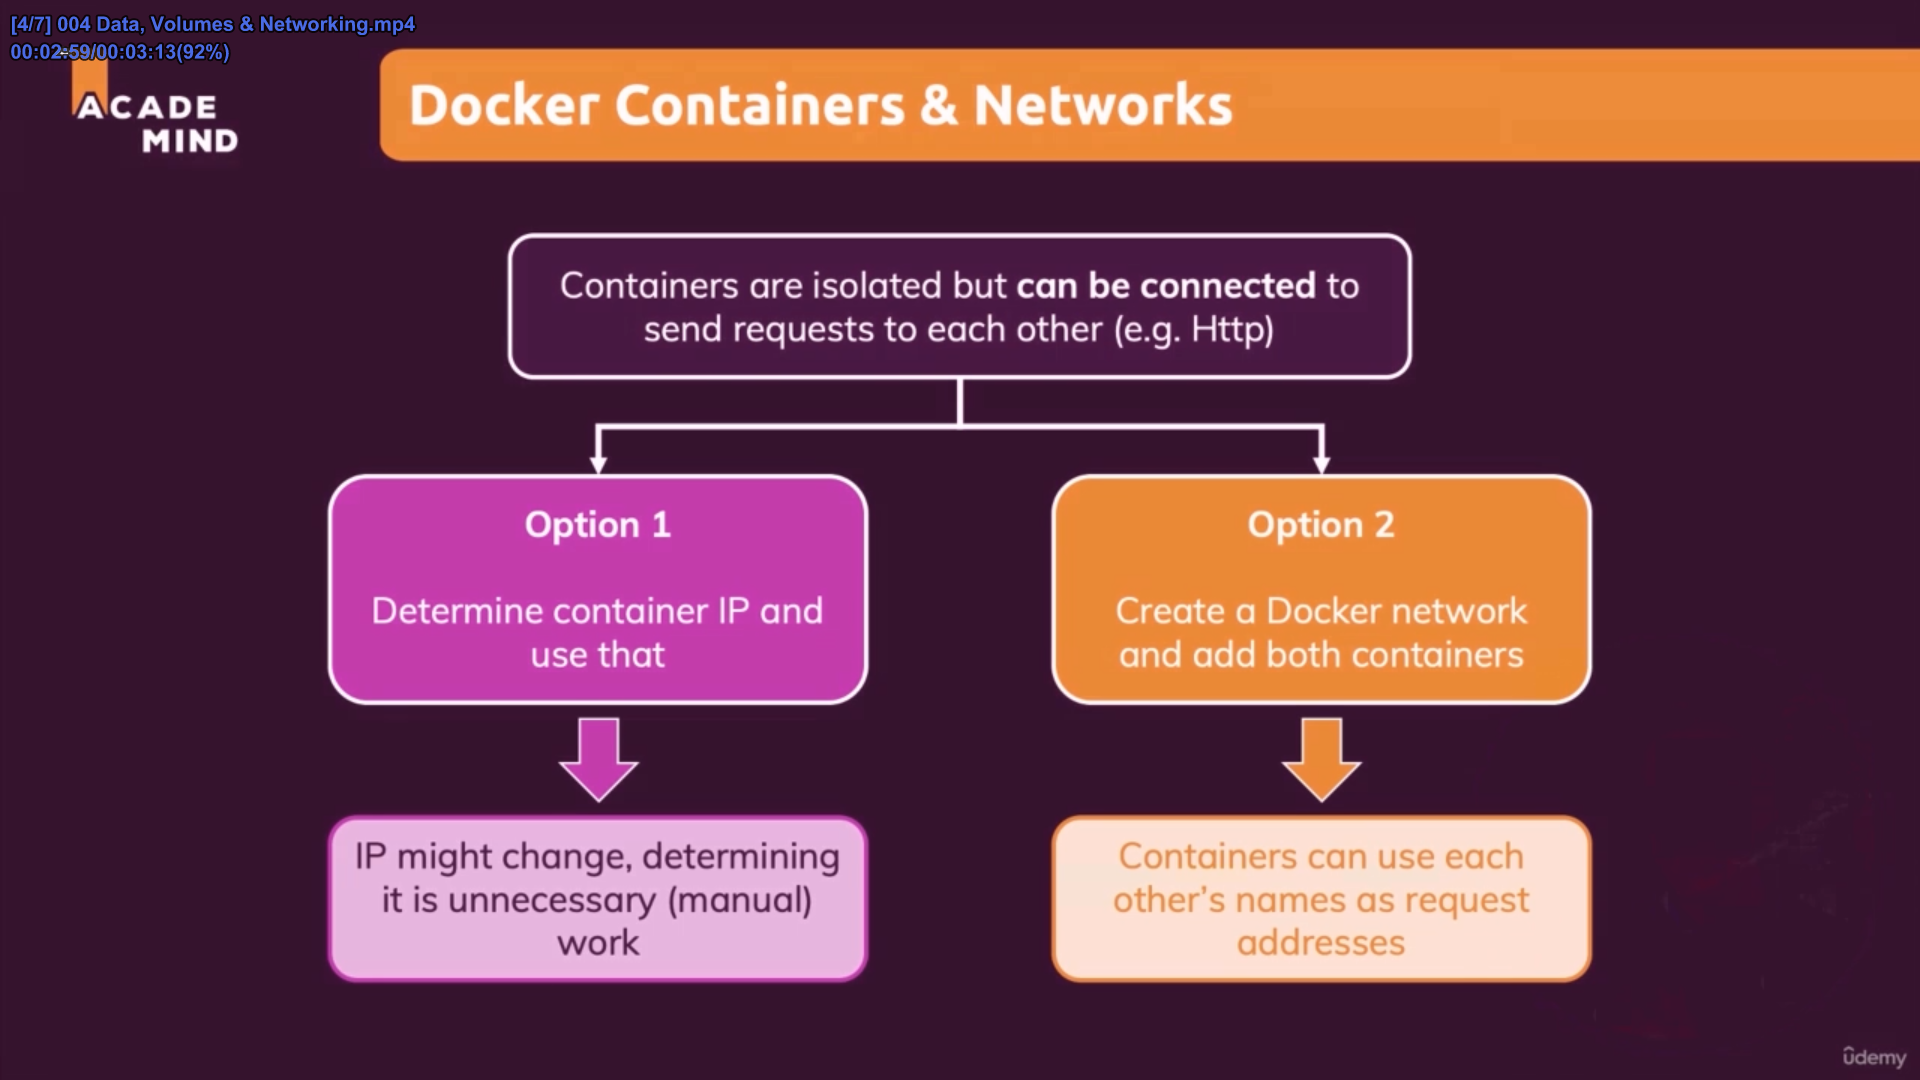 [4/7] 004 Data, Volumes & Networking.mp4
00:02:59/00:03:13(92%)
ACADE
MIND
Docker Containers & Networks
Containers are isolated but can be connected to
send requests to each other (e.g. Http)
Option 1
Determine container IP and
use that
Option 2
Create a Docker network
and add both containers
IP might change, determining
it is unnecessary (manual)
work
Containers can use each
other's names as request
addresses
ûdemy